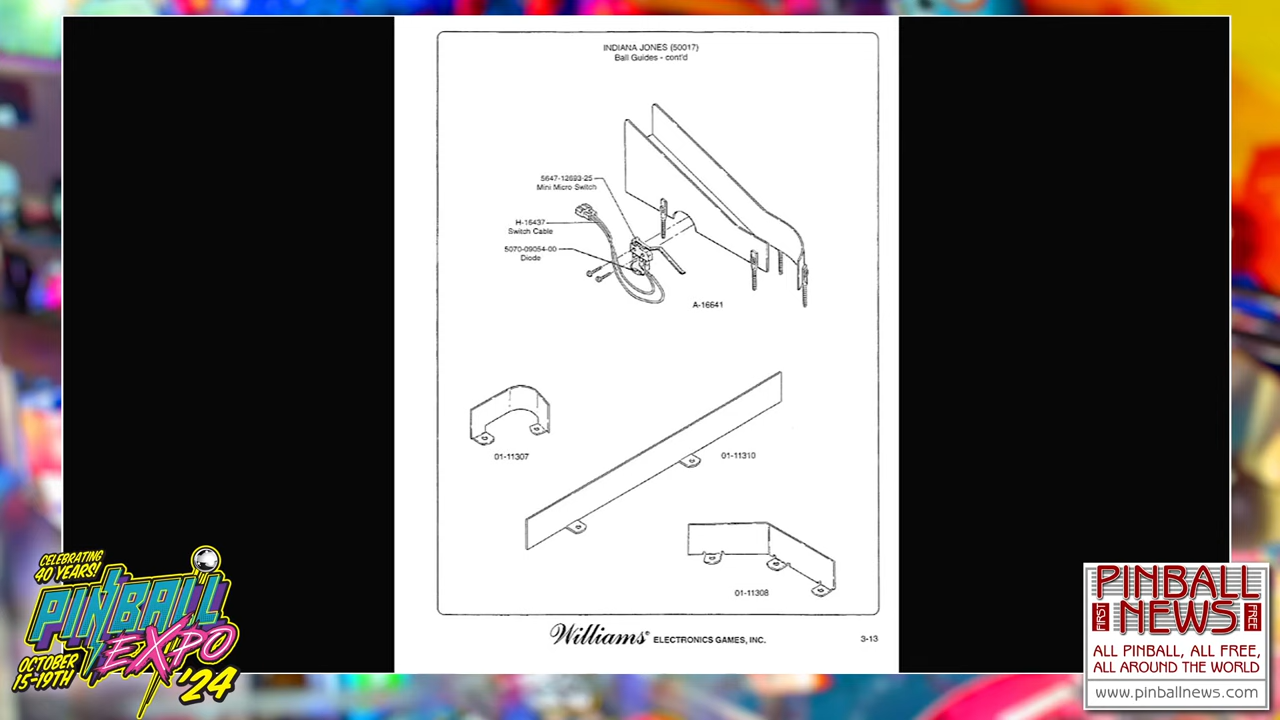 INDIANA JONES (50017)
Ball Guides - cont'd
5647-12693-25
Mini Micro Switch
H-16437
Switch Cable
5070-09054-00
Diode
A-16641
01-11307
01-11310
01-11308
Williams® ELECTRONICS GAMES, INC.
3-13
CELEBRATING
40 YEARS!
PINBALL
EXPO
OCTOBER
15-19TH
'24
PINBALL
FIRST NEWS FREE
ALL PINBALL, ALL FREE,
ALL AROUND THE WORLD
www.pinballnews.com